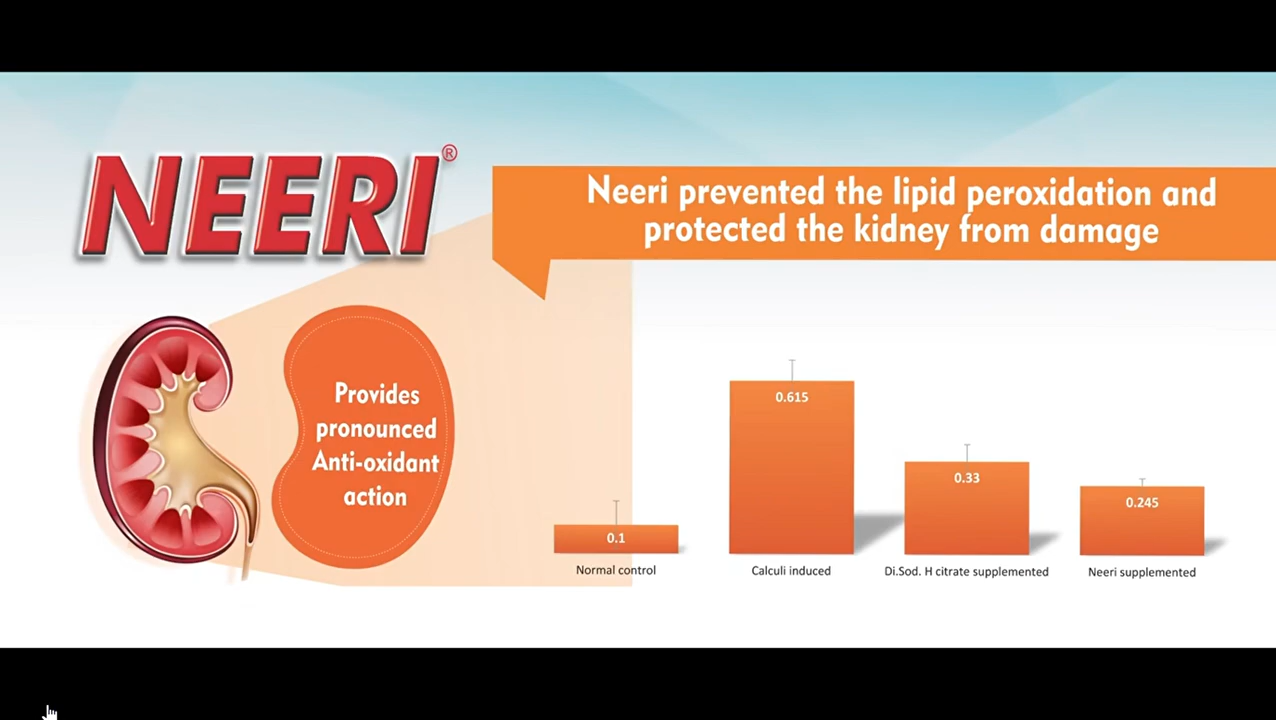 NEERI®
Neeri prevented the lipid peroxidation and
protected the kidney from damage
Provides
pronounced
Anti-oxidant
action
0.1
0.615
0.33
0.245
Normal control
Calculi induced
Di.Sod. H citrate supplemented
Neeri supplemented